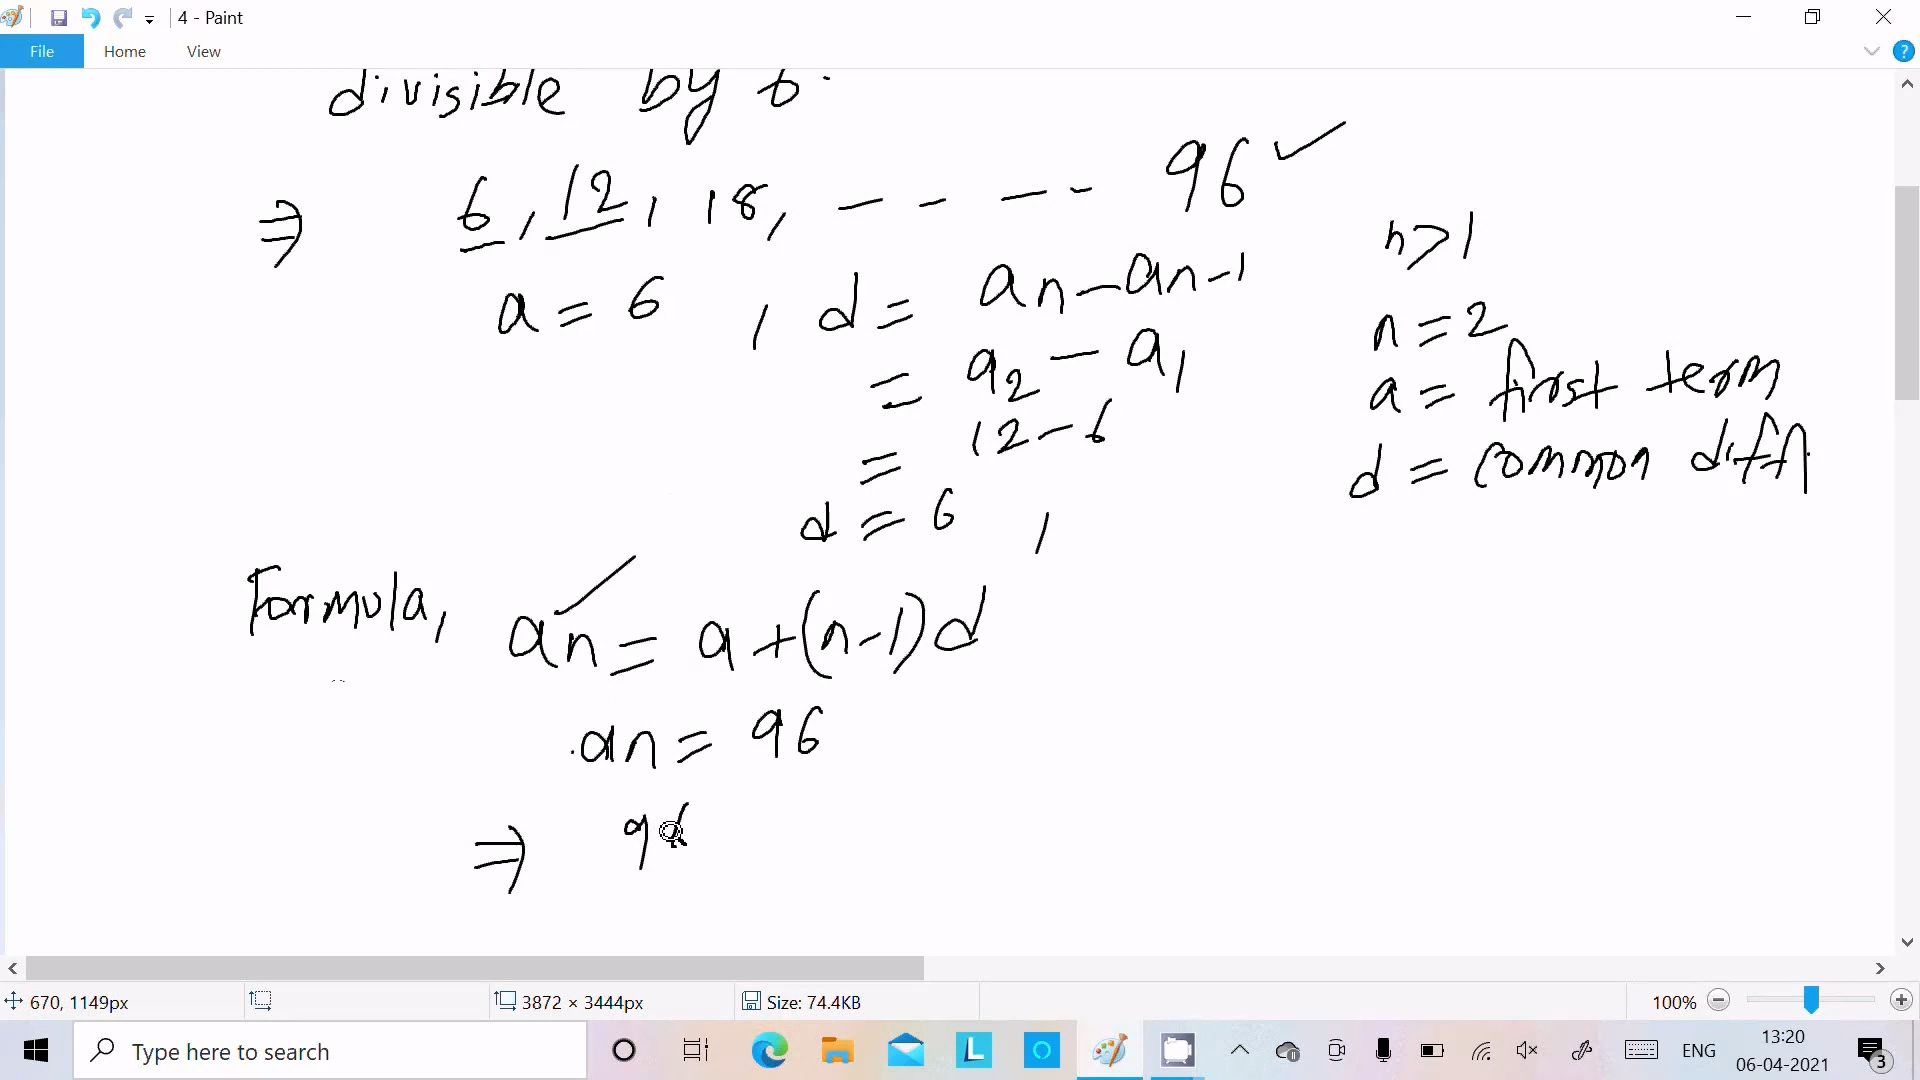 4 - Paint
File Home View
divisible by 6.
⇒ 6, 12, 18, - - - - 96 ✓
n>1
a = 6 , d = an-an-1
n=2
= a2 - a1
a = first term
= 12-6
d = common diff
d = 6 ,
Formula, an = a+(n-1)d
an = 96
⇒ 96
670, 1149px 3872 × 3444px Size: 74.4KB 100%
Type here to search
ENG
13:20
06-04-2021
3